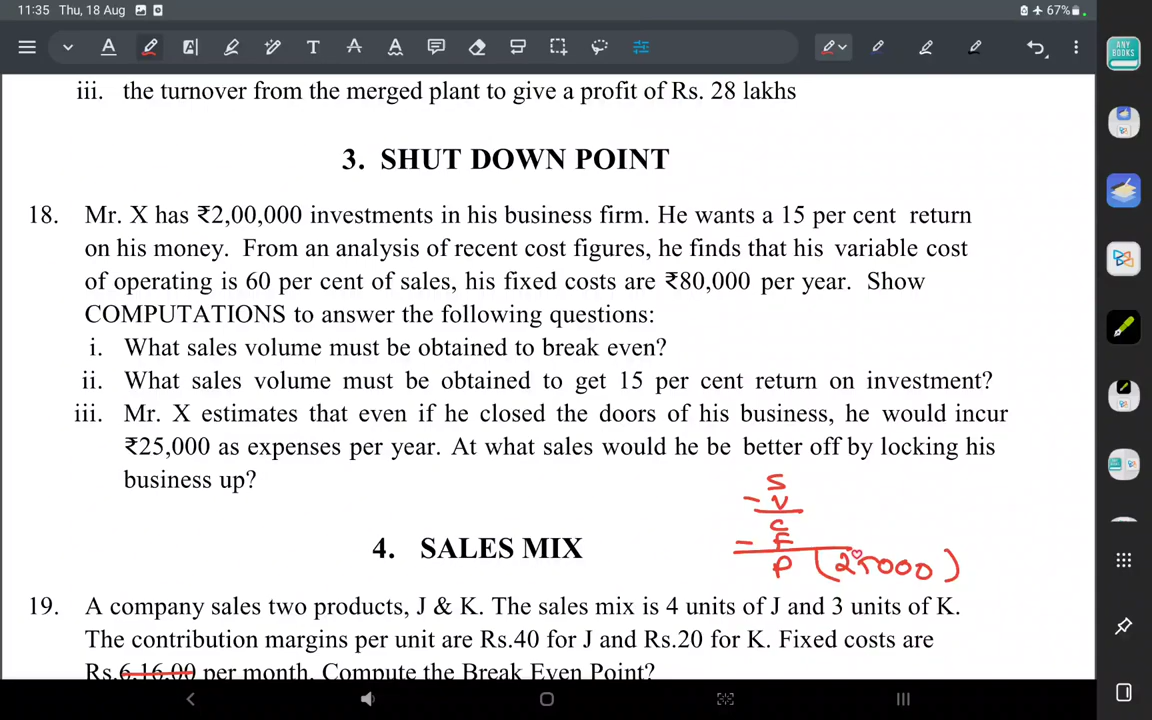 11:35 Thu, 18 Aug
67%
iii. the turnover from the merged plant to give a profit of Rs. 28 lakhs
3. SHUT DOWN POINT
18. Mr. X has ₹2,00,000 investments in his business firm. He wants a 15 per cent return
on his money. From an analysis of recent cost figures, he finds that his variable cost
of operating is 60 per cent of sales, his fixed costs are ₹80,000 per year. Show
COMPUTATIONS to answer the following questions:
i. What sales volume must be obtained to break even?
ii. What sales volume must be obtained to get 15 per cent return on investment?
iii. Mr. X estimates that even if he closed the doors of his business, he would incur
₹25,000 as expenses per year. At what sales would he be better off by locking his
business up?
S
- V
C
- F
P (25000)
4. SALES MIX
19. A company sales two products, J & K. The sales mix is 4 units of J and 3 units of K.
The contribution margins per unit are Rs.40 for J and Rs.20 for K. Fixed costs are
Rs.6,16,00 per month. Compute the Break Even Point?
ANY
BOOKS